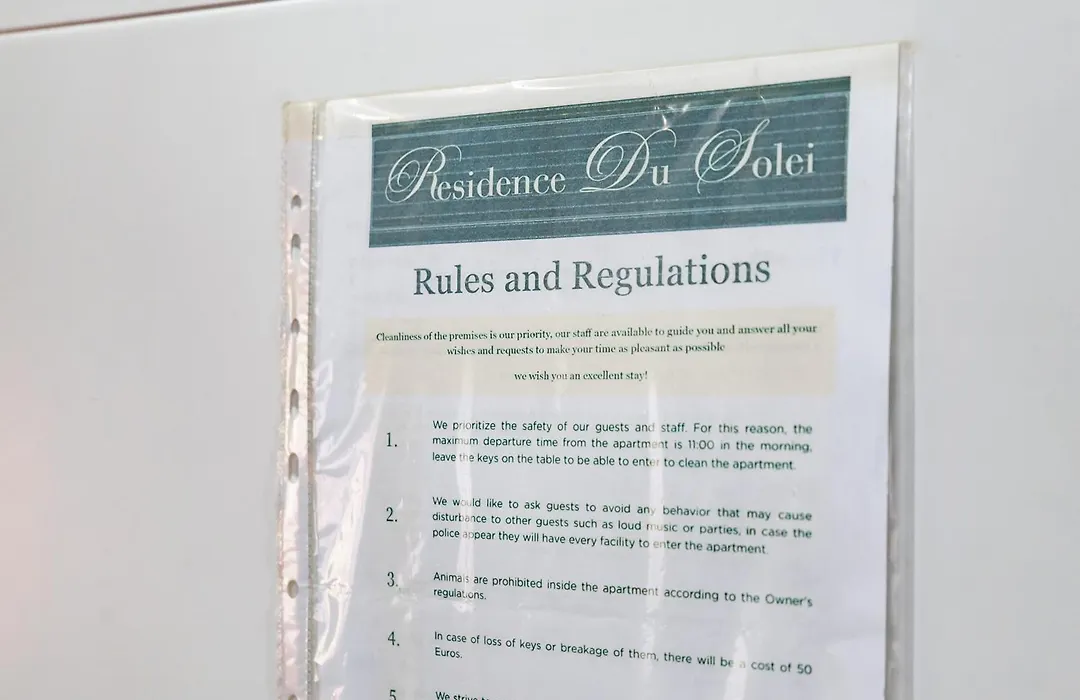 Residence Du Solei
Rules and Regulations
Cleanliness of the premises is our priority, our staff are available to guide you and answer all your
wishes and requests to make your time as pleasant as possible
we wish you an excellent stay!
1.
We prioritize the safety of our guests and staff. For this reason, the
maximum departure time from the apartment is 11:00 in the morning,
leave the keys on the table to be able to enter to clean the apartment.
2.
We would like to ask guests to avoid any behavior that may cause
disturbance to other guests such as loud music or parties, in case the
police appear they will have every facility to enter the apartment.
3.
Animals are prohibited inside the apartment according to the Owner's
regulations.
4.
In case of loss of keys or breakage of them, there will be a cost of 50
Euros.
5
We